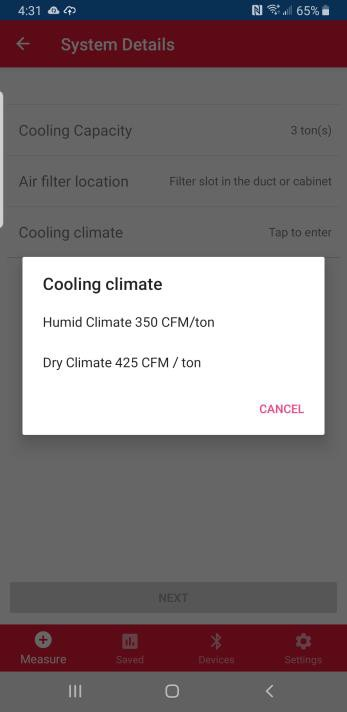 4:31
65%
System Details
Cooling Capacity 3 ton(s)
Air filter location Filter slot in the duct or cabinet
Cooling climate Tap to enter
Cooling climate
Humid Climate 350 CFM/ton
Dry Climate 425 CFM / ton
CANCEL
NEXT
Measure Saved Devices Settings